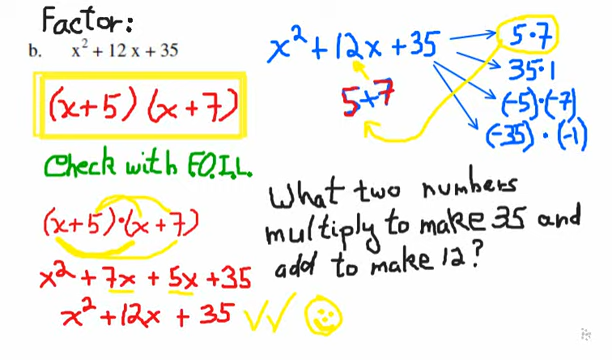 Factor:
b. x² + 12 x + 35
(x+5) (x+7)
Check with F.O.I.L.
(x+5)·(x+7)
x² + 7x + 5x +35
x² +12x + 35
x² + 12x + 35
5·7
35·1
(-5)·(-7)
(-35) · (-1)
5+7
What two numbers
multiply to make 35 and
add to make 12?